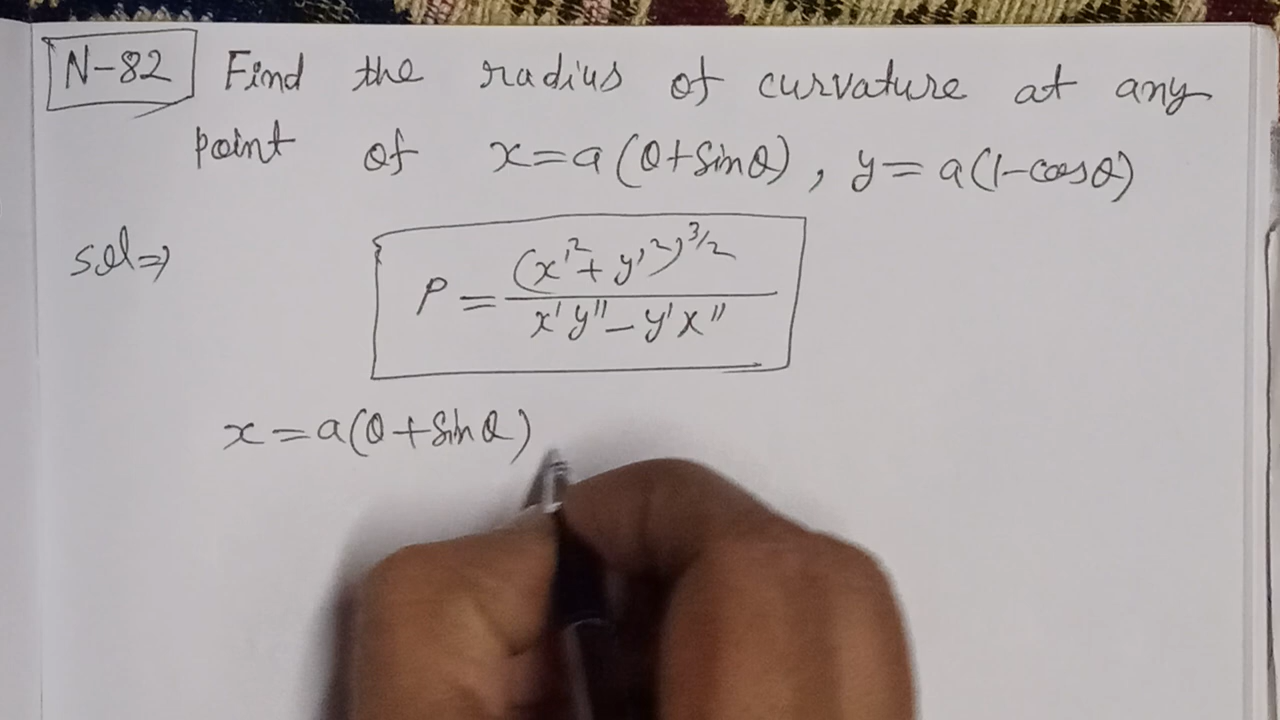 N-82 Find the radius of curvature at any
point of x=a(θ+sinθ), y=a(1-cosθ)
sol⇒
ρ = (x'²+y'²)^3/2 / x'y''-y'x''
x=a(θ+sinθ)